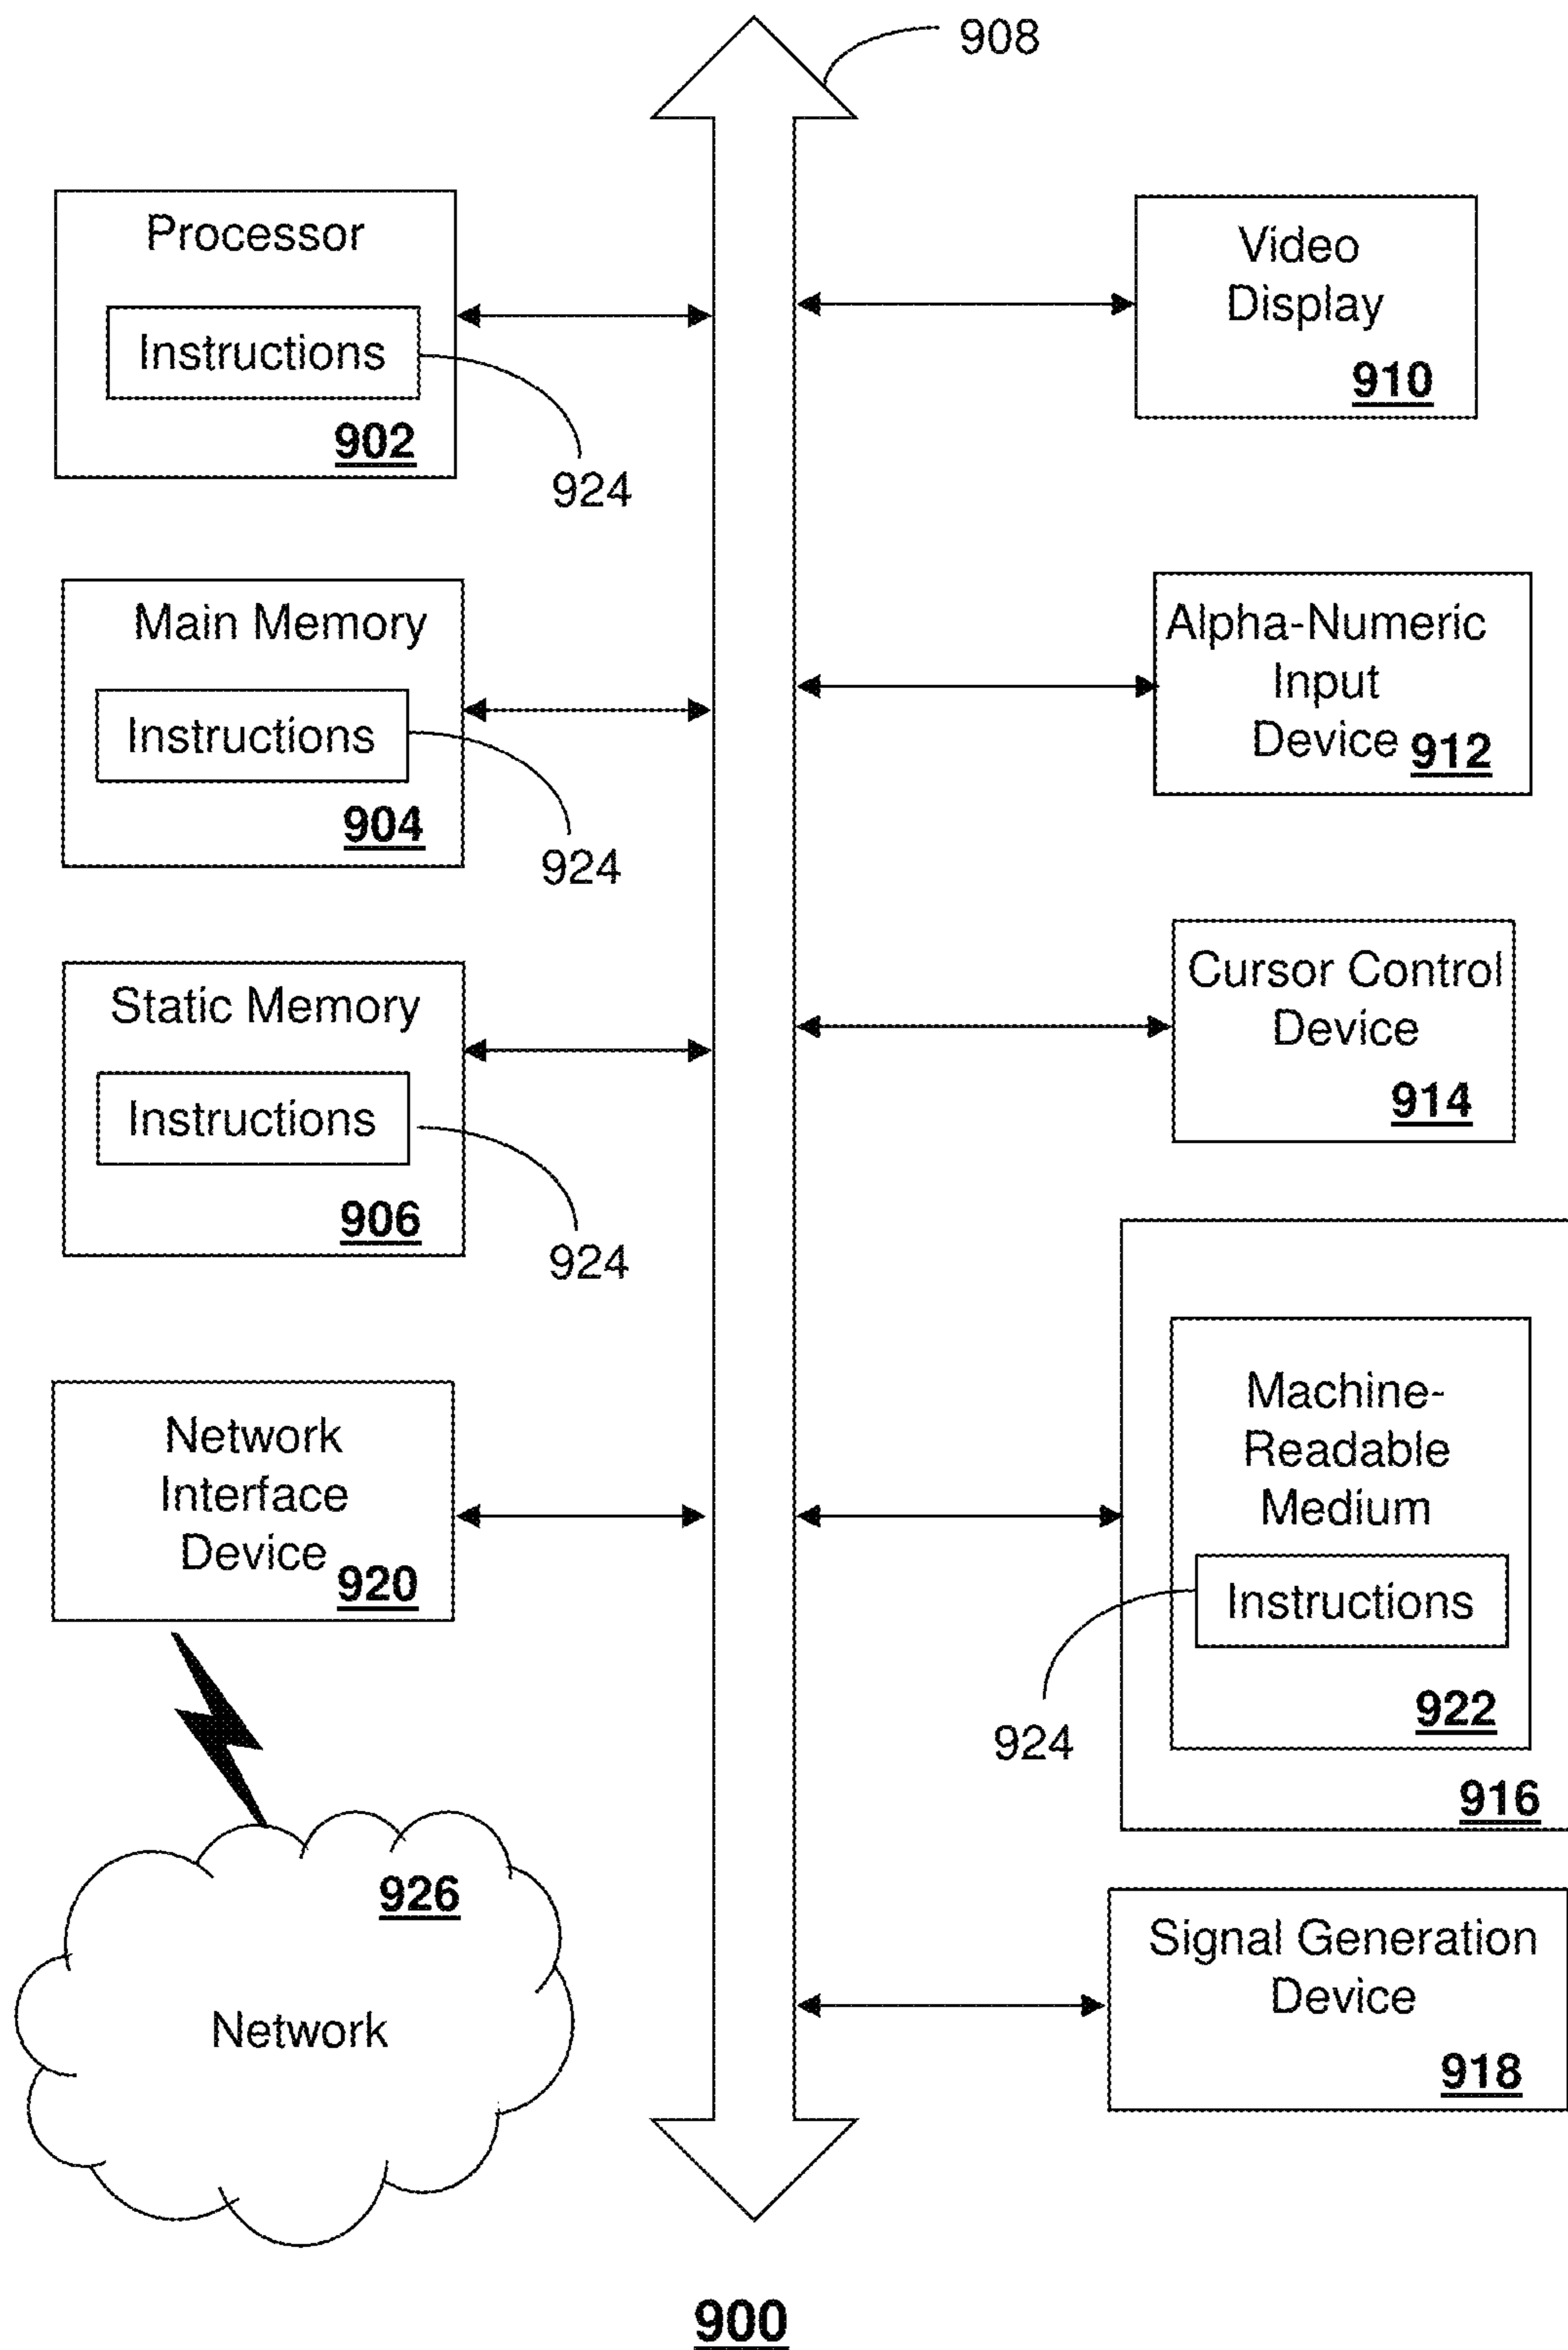 908
Processor
Instructions
902
924
Main Memory
Instructions
904
924
Static Memory
Instructions
906
924
Network
Interface
Device
920
926
Network
Video
Display
910
Alpha-Numeric
Input
Device 912
Cursor Control
Device
914
Machine-
Readable
Medium
Instructions
922
924
916
Signal Generation
Device
918
900